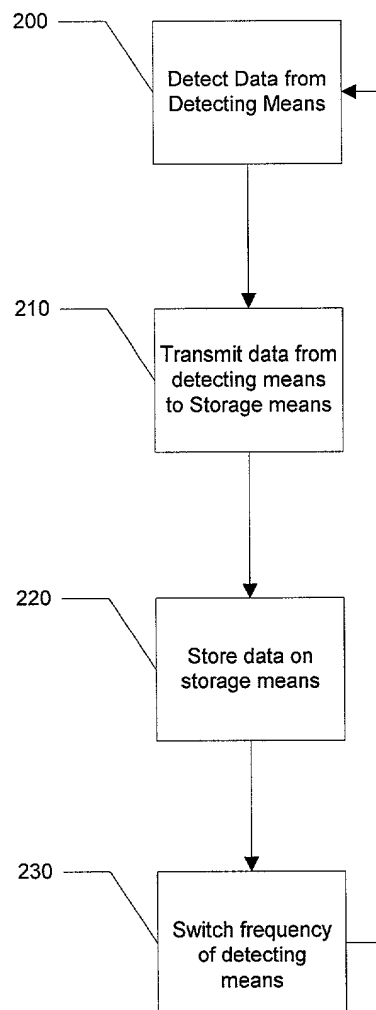 200
Detect Data from
Detecting Means
210
Transmit data from
detecting means
to Storage means
220
Store data on
storage means
230
Switch frequency
of detecting
means